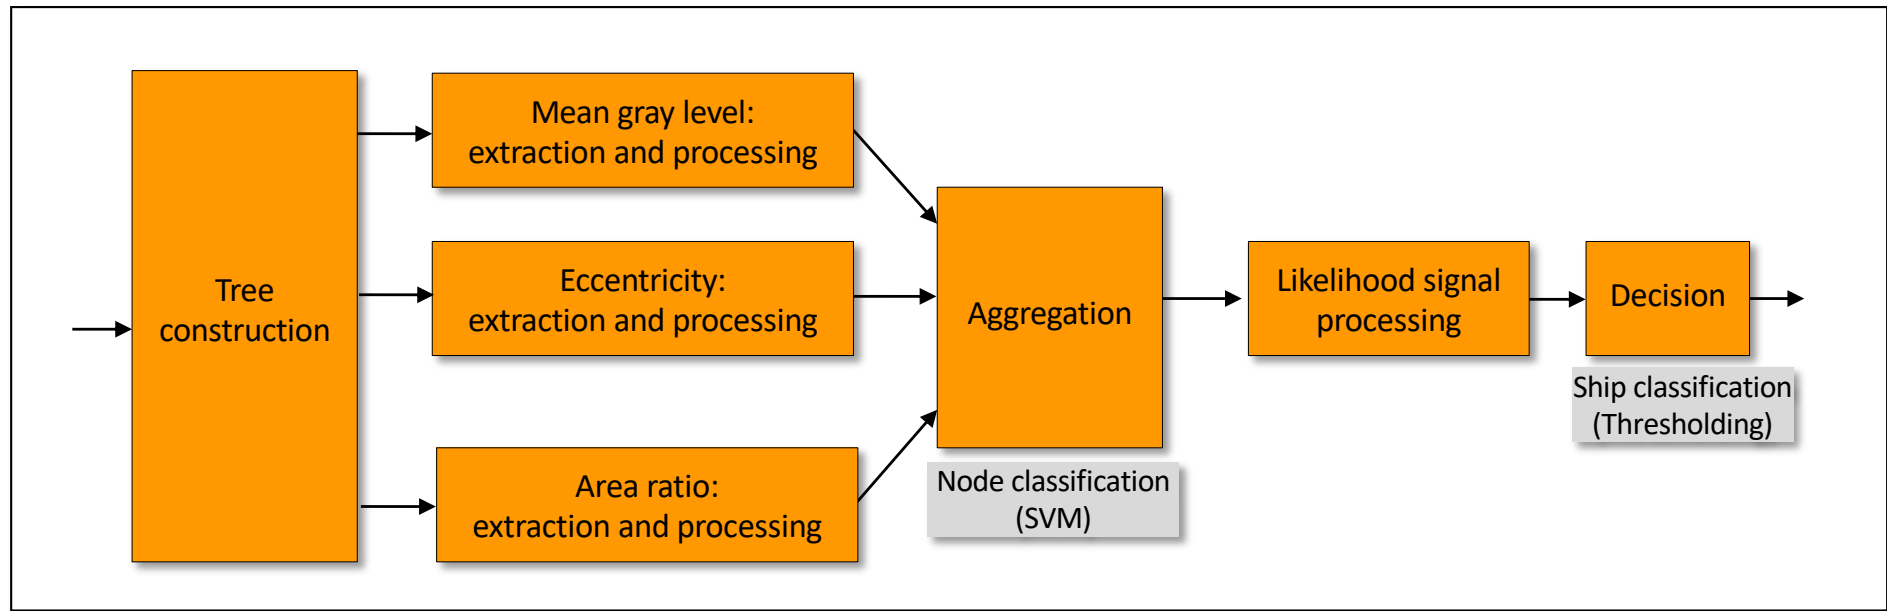 Tree
construction
Mean gray level:
extraction and processing
Eccentricity:
extraction and processing
Area ratio:
extraction and processing
Aggregation
Node classification
(SVM)
Likelihood signal
processing
Decision
Ship classification
(Thresholding)